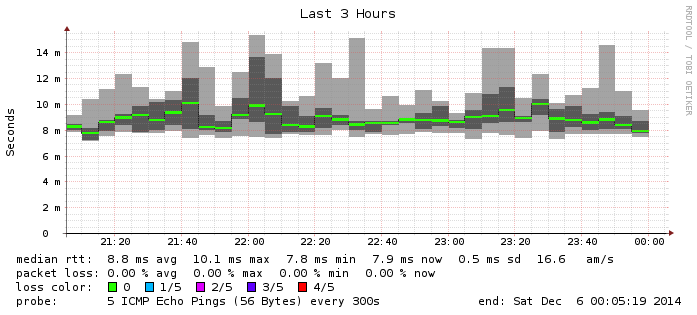 Last 3 Hours
RRDTOOL / TOBI OETIKER
Seconds
14 m
12 m
10 m
8 m
6 m
4 m
2 m
0
21:20 21:40 22:00 22:20 22:40 23:00 23:20 23:40 00:00
median rtt: 8.8 ms avg 10.1 ms max 7.8 ms min 7.9 ms now 0.5 ms sd 16.6 am/s
packet loss: 0.00 % avg 0.00 % max 0.00 % min 0.00 % now
loss color: 0 1/5 2/5 3/5 4/5
probe: 5 ICMP Echo Pings (56 Bytes) every 300s end: Sat Dec 6 00:05:19 2014